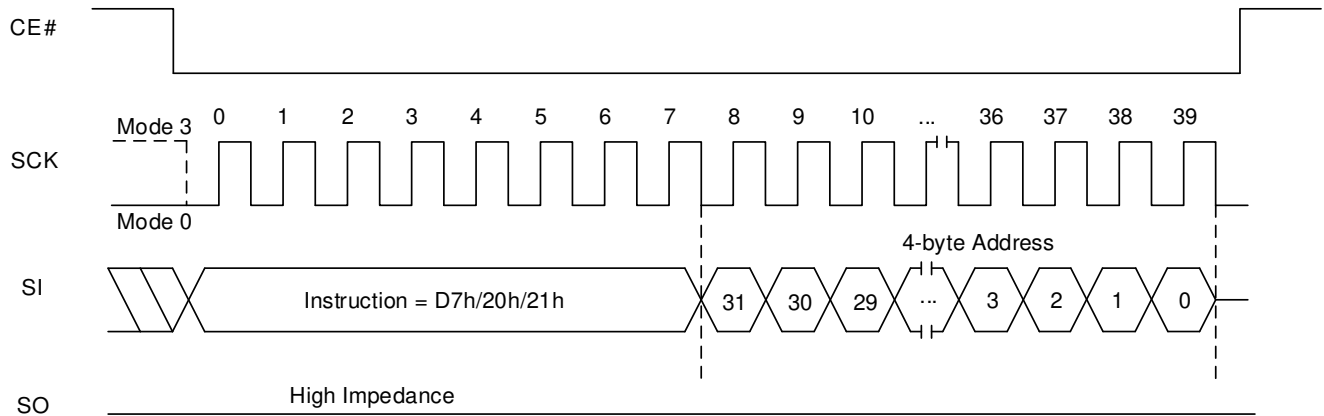 CE#
SCK
Mode 3
Mode 0
0 1 2 3 4 5 6 7 8 9 10 ... 36 37 38 39
4-byte Address
SI
Instruction = D7h/20h/21h
31 30 29 ... 3 2 1 0
SO
High Impedance